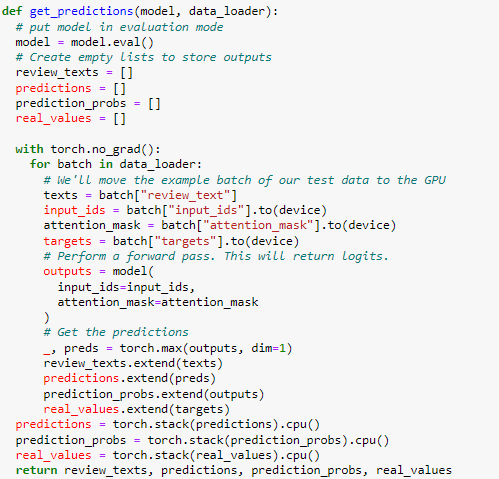 def get_predictions(model, data_loader):
  # put model in evaluation mode
  model = model.eval()
  # Create empty lists to store outputs
  review_texts = []
  predictions = []
  prediction_probs = []
  real_values = []

  with torch.no_grad():
    for batch in data_loader:
      # We'll move the example batch of our test data to the GPU
      texts = batch["review_text"]
      input_ids = batch["input_ids"].to(device)
      attention_mask = batch["attention_mask"].to(device)
      targets = batch["targets"].to(device)
      # Perform a forward pass. This will return logits.
      outputs = model(
        input_ids=input_ids,
        attention_mask=attention_mask
      )
      # Get the predictions
      _, preds = torch.max(outputs, dim=1)
      review_texts.extend(texts)
      predictions.extend(preds)
      prediction_probs.extend(outputs)
      real_values.extend(targets)
  predictions = torch.stack(predictions).cpu()
  prediction_probs = torch.stack(prediction_probs).cpu()
  real_values = torch.stack(real_values).cpu()
  return review_texts, predictions, prediction_probs, real_values